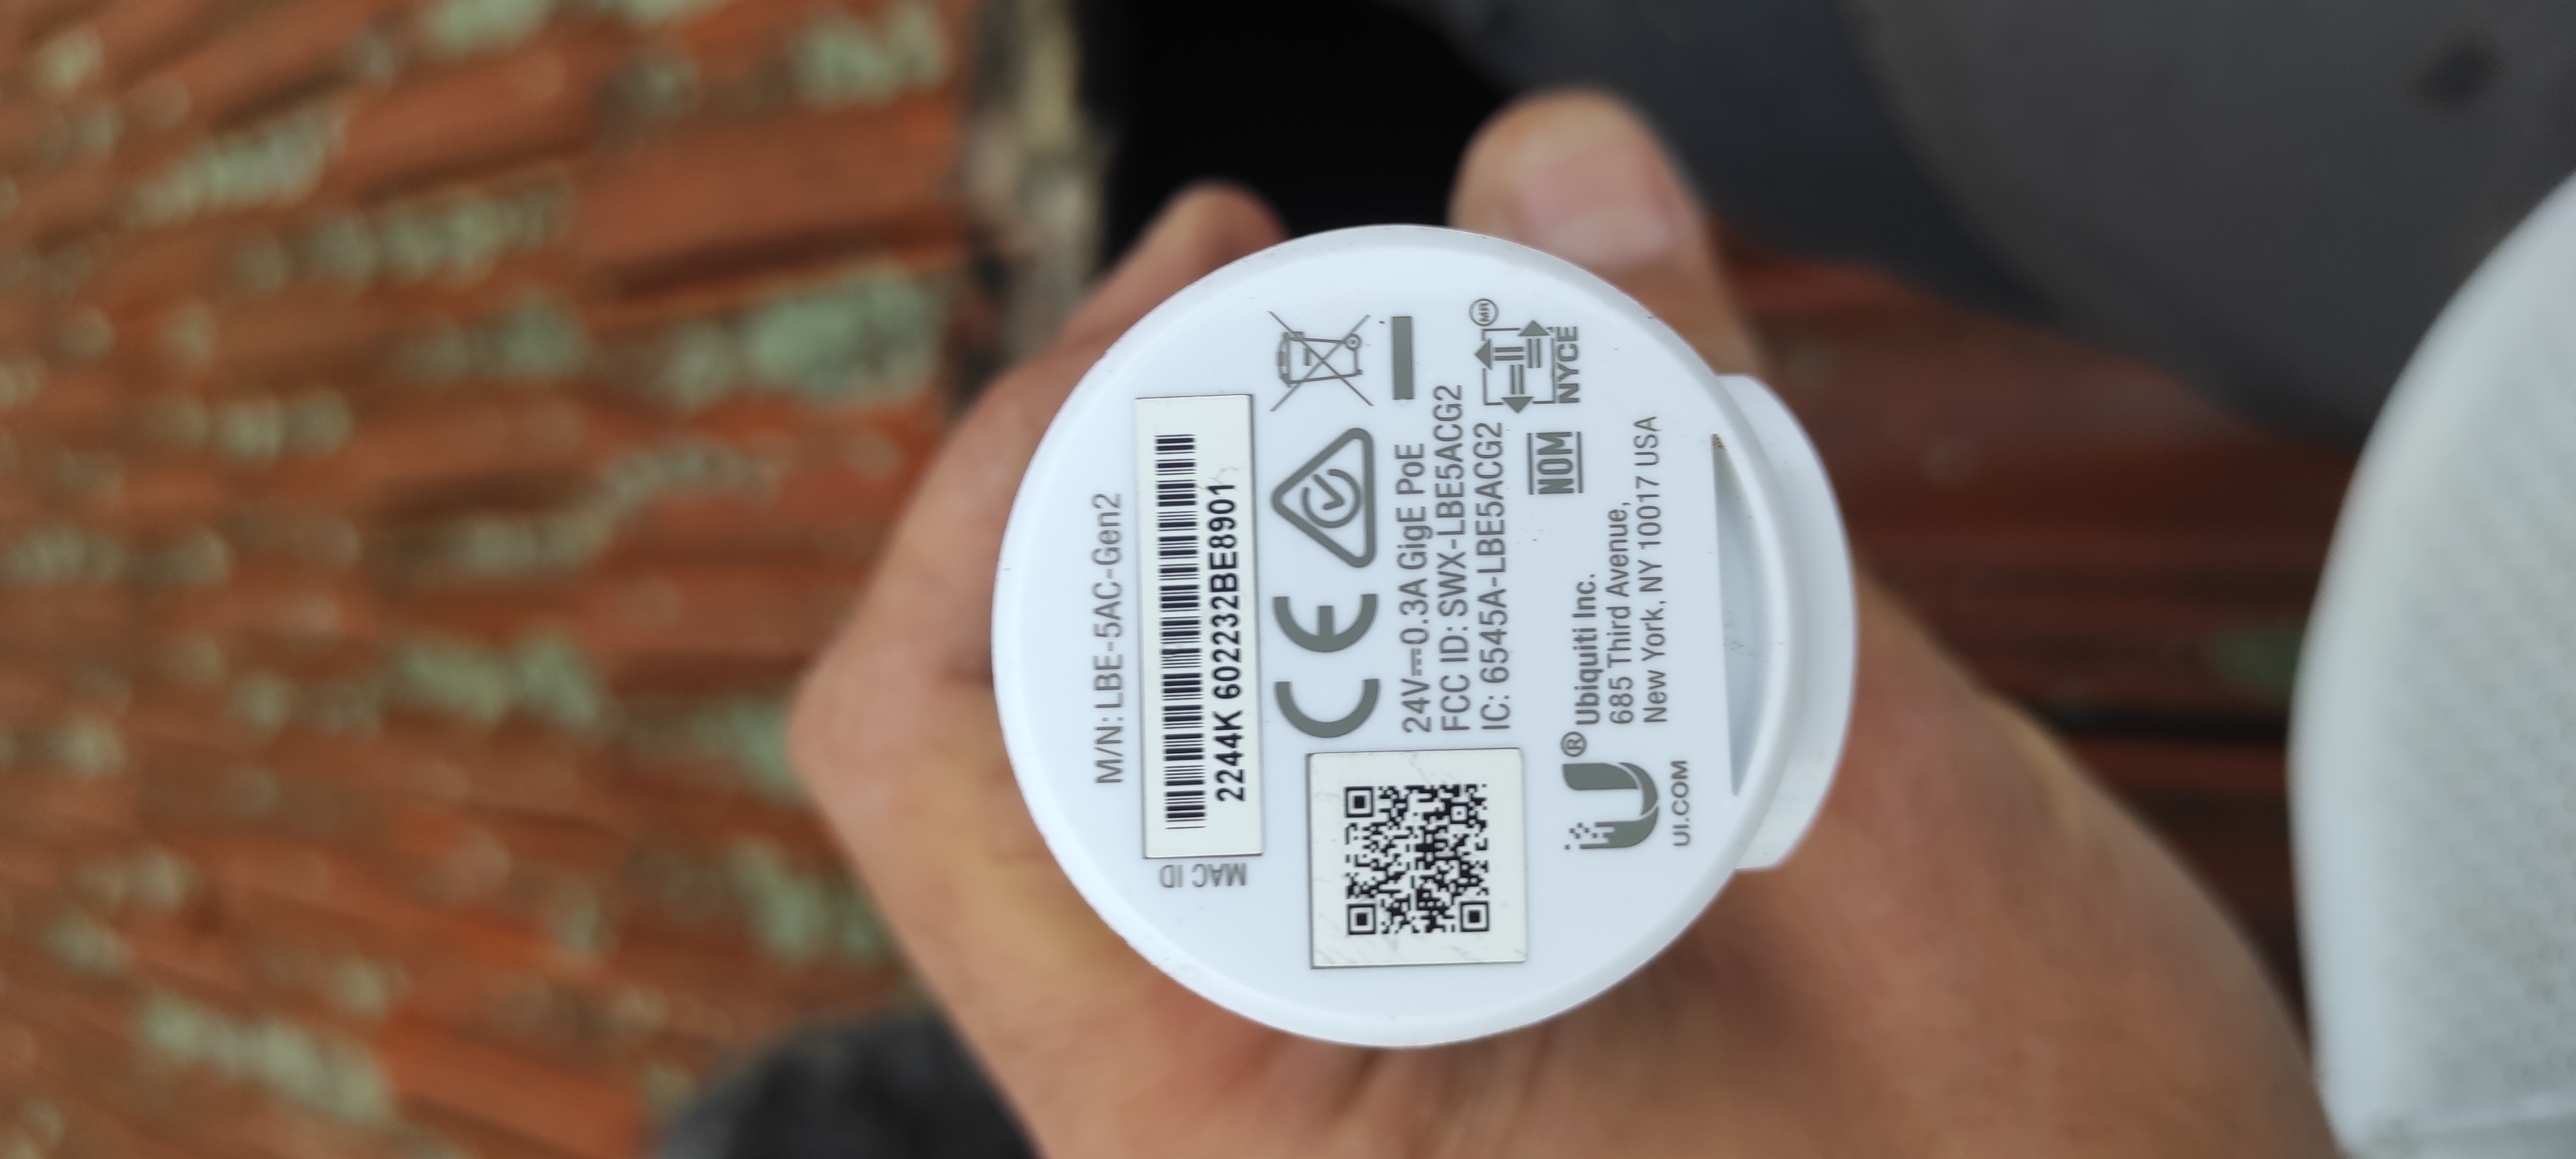 M/N: LBE-5AC-Gen2
MAC ID
2244K 602232BE8901
24V⎓0.3A GigE PoE
FCC ID: SWX-LBE5ACG2
IC: 6545A-LBE5ACG2
NOM
NYCE
MR
Ubiquiti Inc.
685 Third Avenue,
New York, NY 10017 USA
U®
UI.COM
CE